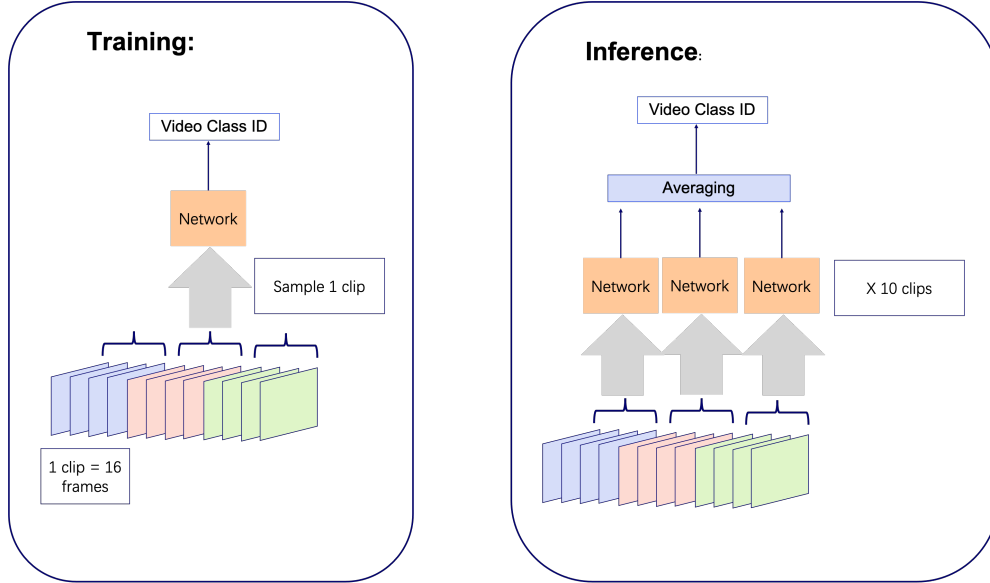 Training:
Video Class ID
Network
Sample 1 clip
1 clip = 16
frames
Inference:
Video Class ID
Averaging
Network
Network
Network
X 10 clips